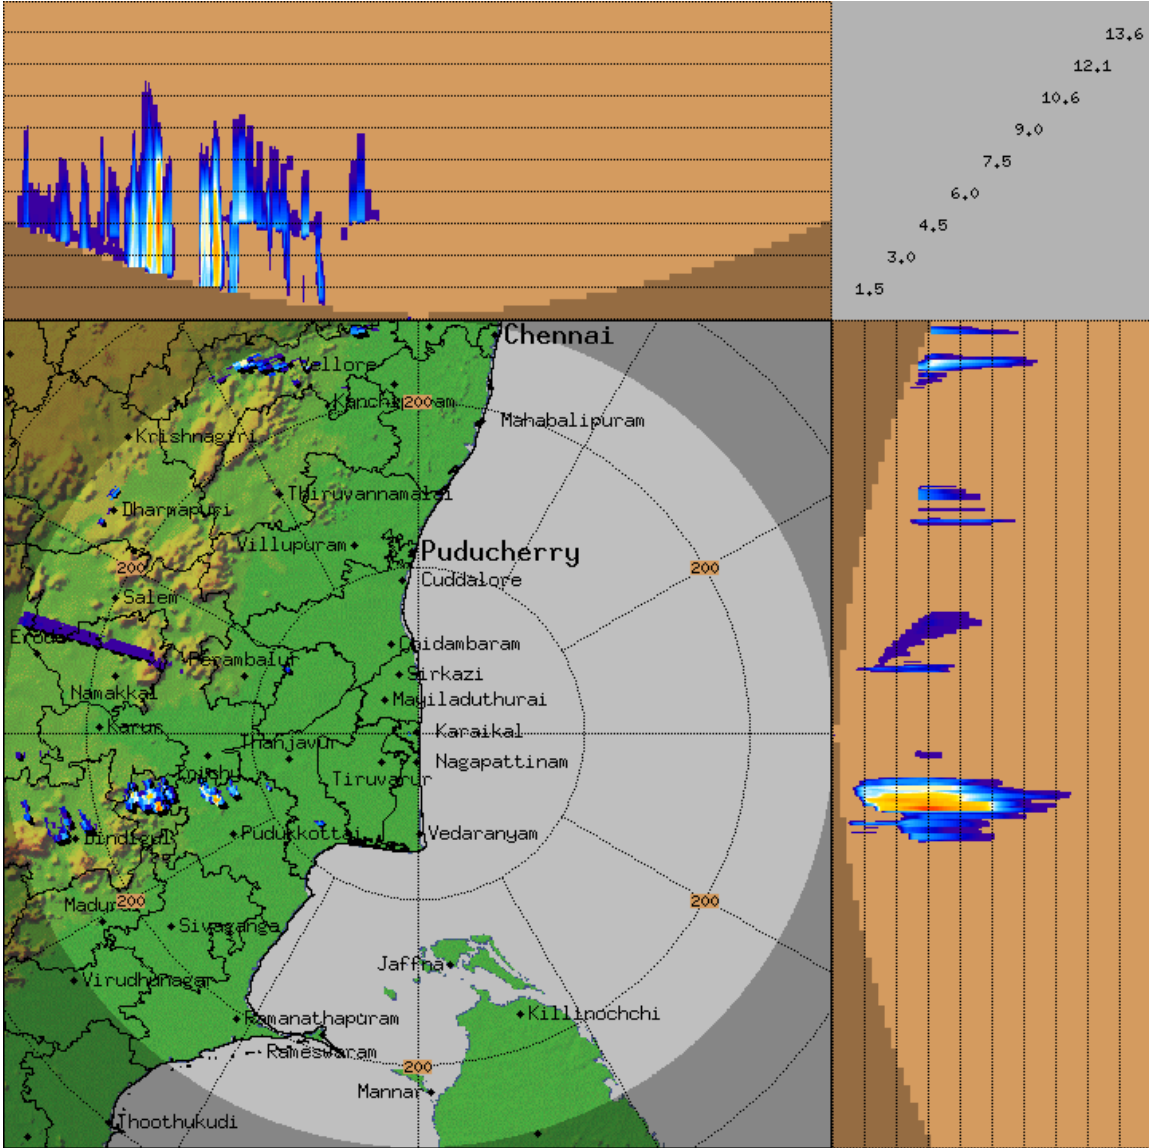 13.6
12.1
10.6
9.0
7.5
6.0
4.5
3.0
1.5
Chennai
Vellore
200
Mahabalipuram
Krishnagiri
Thiruvannamalai
Dharmapuri
Villupuram
Puducherry
200
200
Cuddalore
Salem
Chidambaram
Perambalur
Sirkazi
Namakkal
Mayiladuthurai
Karur
Karaikal
Thanjavur
Nagapattinam
Tiruvarur
Dindigul
Pudukkottai
Vedaranyam
200
200
Sivaganga
Jaffna
Virudhunagar
Killinochchi
Ramanathapuram
Rameswaram
200
Mannar
Thoothukudi